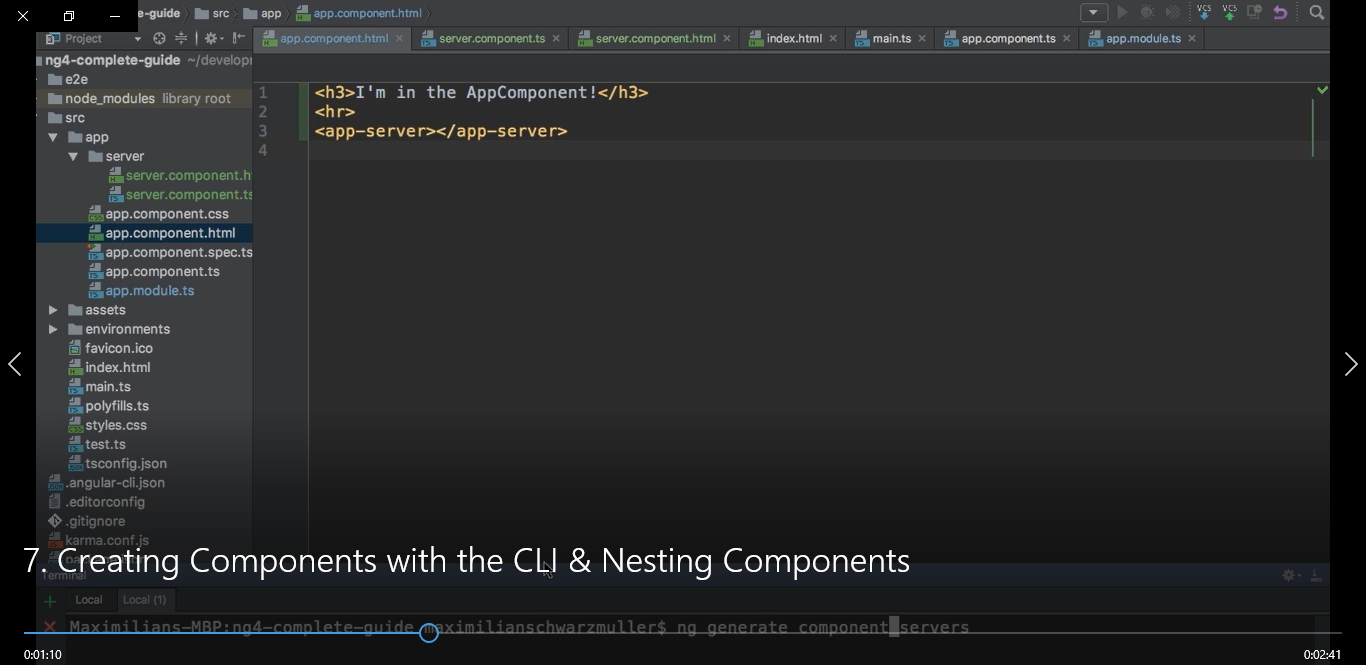 e-guide src app app.component.html
Project app.component.html server.component.ts server.component.html index.html main.ts app.component.ts app.module.ts
VCS VCS
ng4-complete-guide ~/develop
e2e
node_modules library root
src
app
server
server.component.h
server.component.ts
app.component.css
app.component.html
app.component.spec.ts
app.component.ts
app.module.ts
assets
environments
favicon.ico
index.html
main.ts
polyfills.ts
styles.css
test.ts
tsconfig.json
.angular-cli.json
.editorconfig
.gitignore
karma.conf.js
1 <h3>I'm in the AppComponent!</h3>
2 <hr>
3 <app-server></app-server>
4
7. Creating Components with the CLI & Nesting Components
Terminal
Local Local (1)
Maximilians-MBP:ng4-complete-guide maximilianschwarzmuller$ ng generate component servers
0:01:10 0:02:41